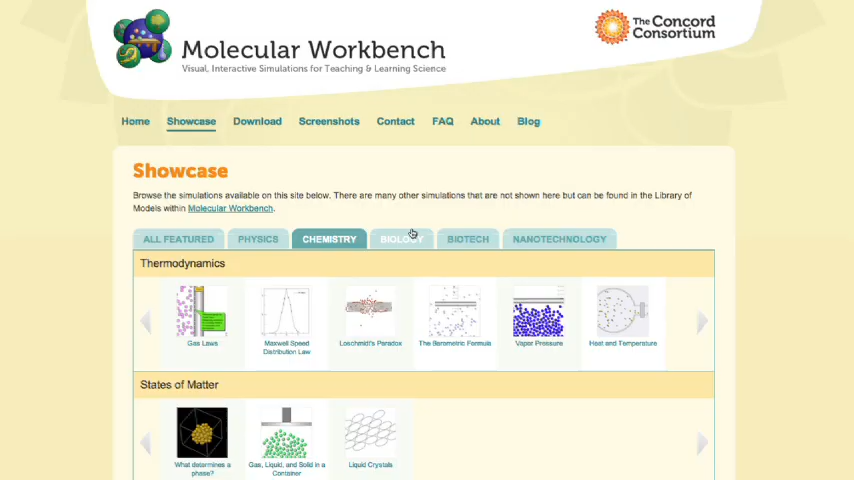 Molecular Workbench
Visual, Interactive Simulations for Teaching & Learning Science
The Concord
Consortium
Home Showcase Download Screenshots Contact FAQ About Blog
Showcase
Browse the simulations available on this site below. There are many other simulations that are not shown here but can be found in the Library of
Models within Molecular Workbench.
ALL FEATURED PHYSICS CHEMISTRY BIOLOGY BIOTECH NANOTECHNOLOGY
Thermodynamics
Gas Laws
Maxwell Speed
Distribution Law
Loschmidt's Paradox
The Barometric Formula
Vapor Pressure
Heat and Temperature
States of Matter
What determines a
phase?
Gas, Liquid, and Solid in a
Container
Liquid Crystals